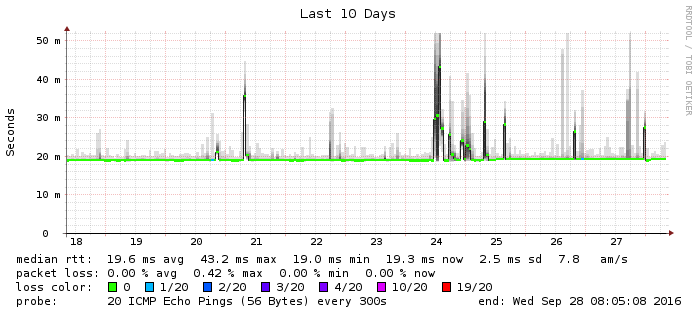 Last 10 Days
RRDTOOL / TOBI OETIKER
Seconds
50 m
40 m
30 m
20 m
10 m
0
18 19 20 21 22 23 24 25 26 27
median rtt: 19.6 ms avg 43.2 ms max 19.0 ms min 19.3 ms now 2.5 ms sd 7.8 am/s
packet loss: 0.00 % avg 0.42 % max 0.00 % min 0.00 % now
loss color: 0 1/20 2/20 3/20 4/20 10/20 19/20
probe: 20 ICMP Echo Pings (56 Bytes) every 300s end: Wed Sep 28 08:05:08 2016